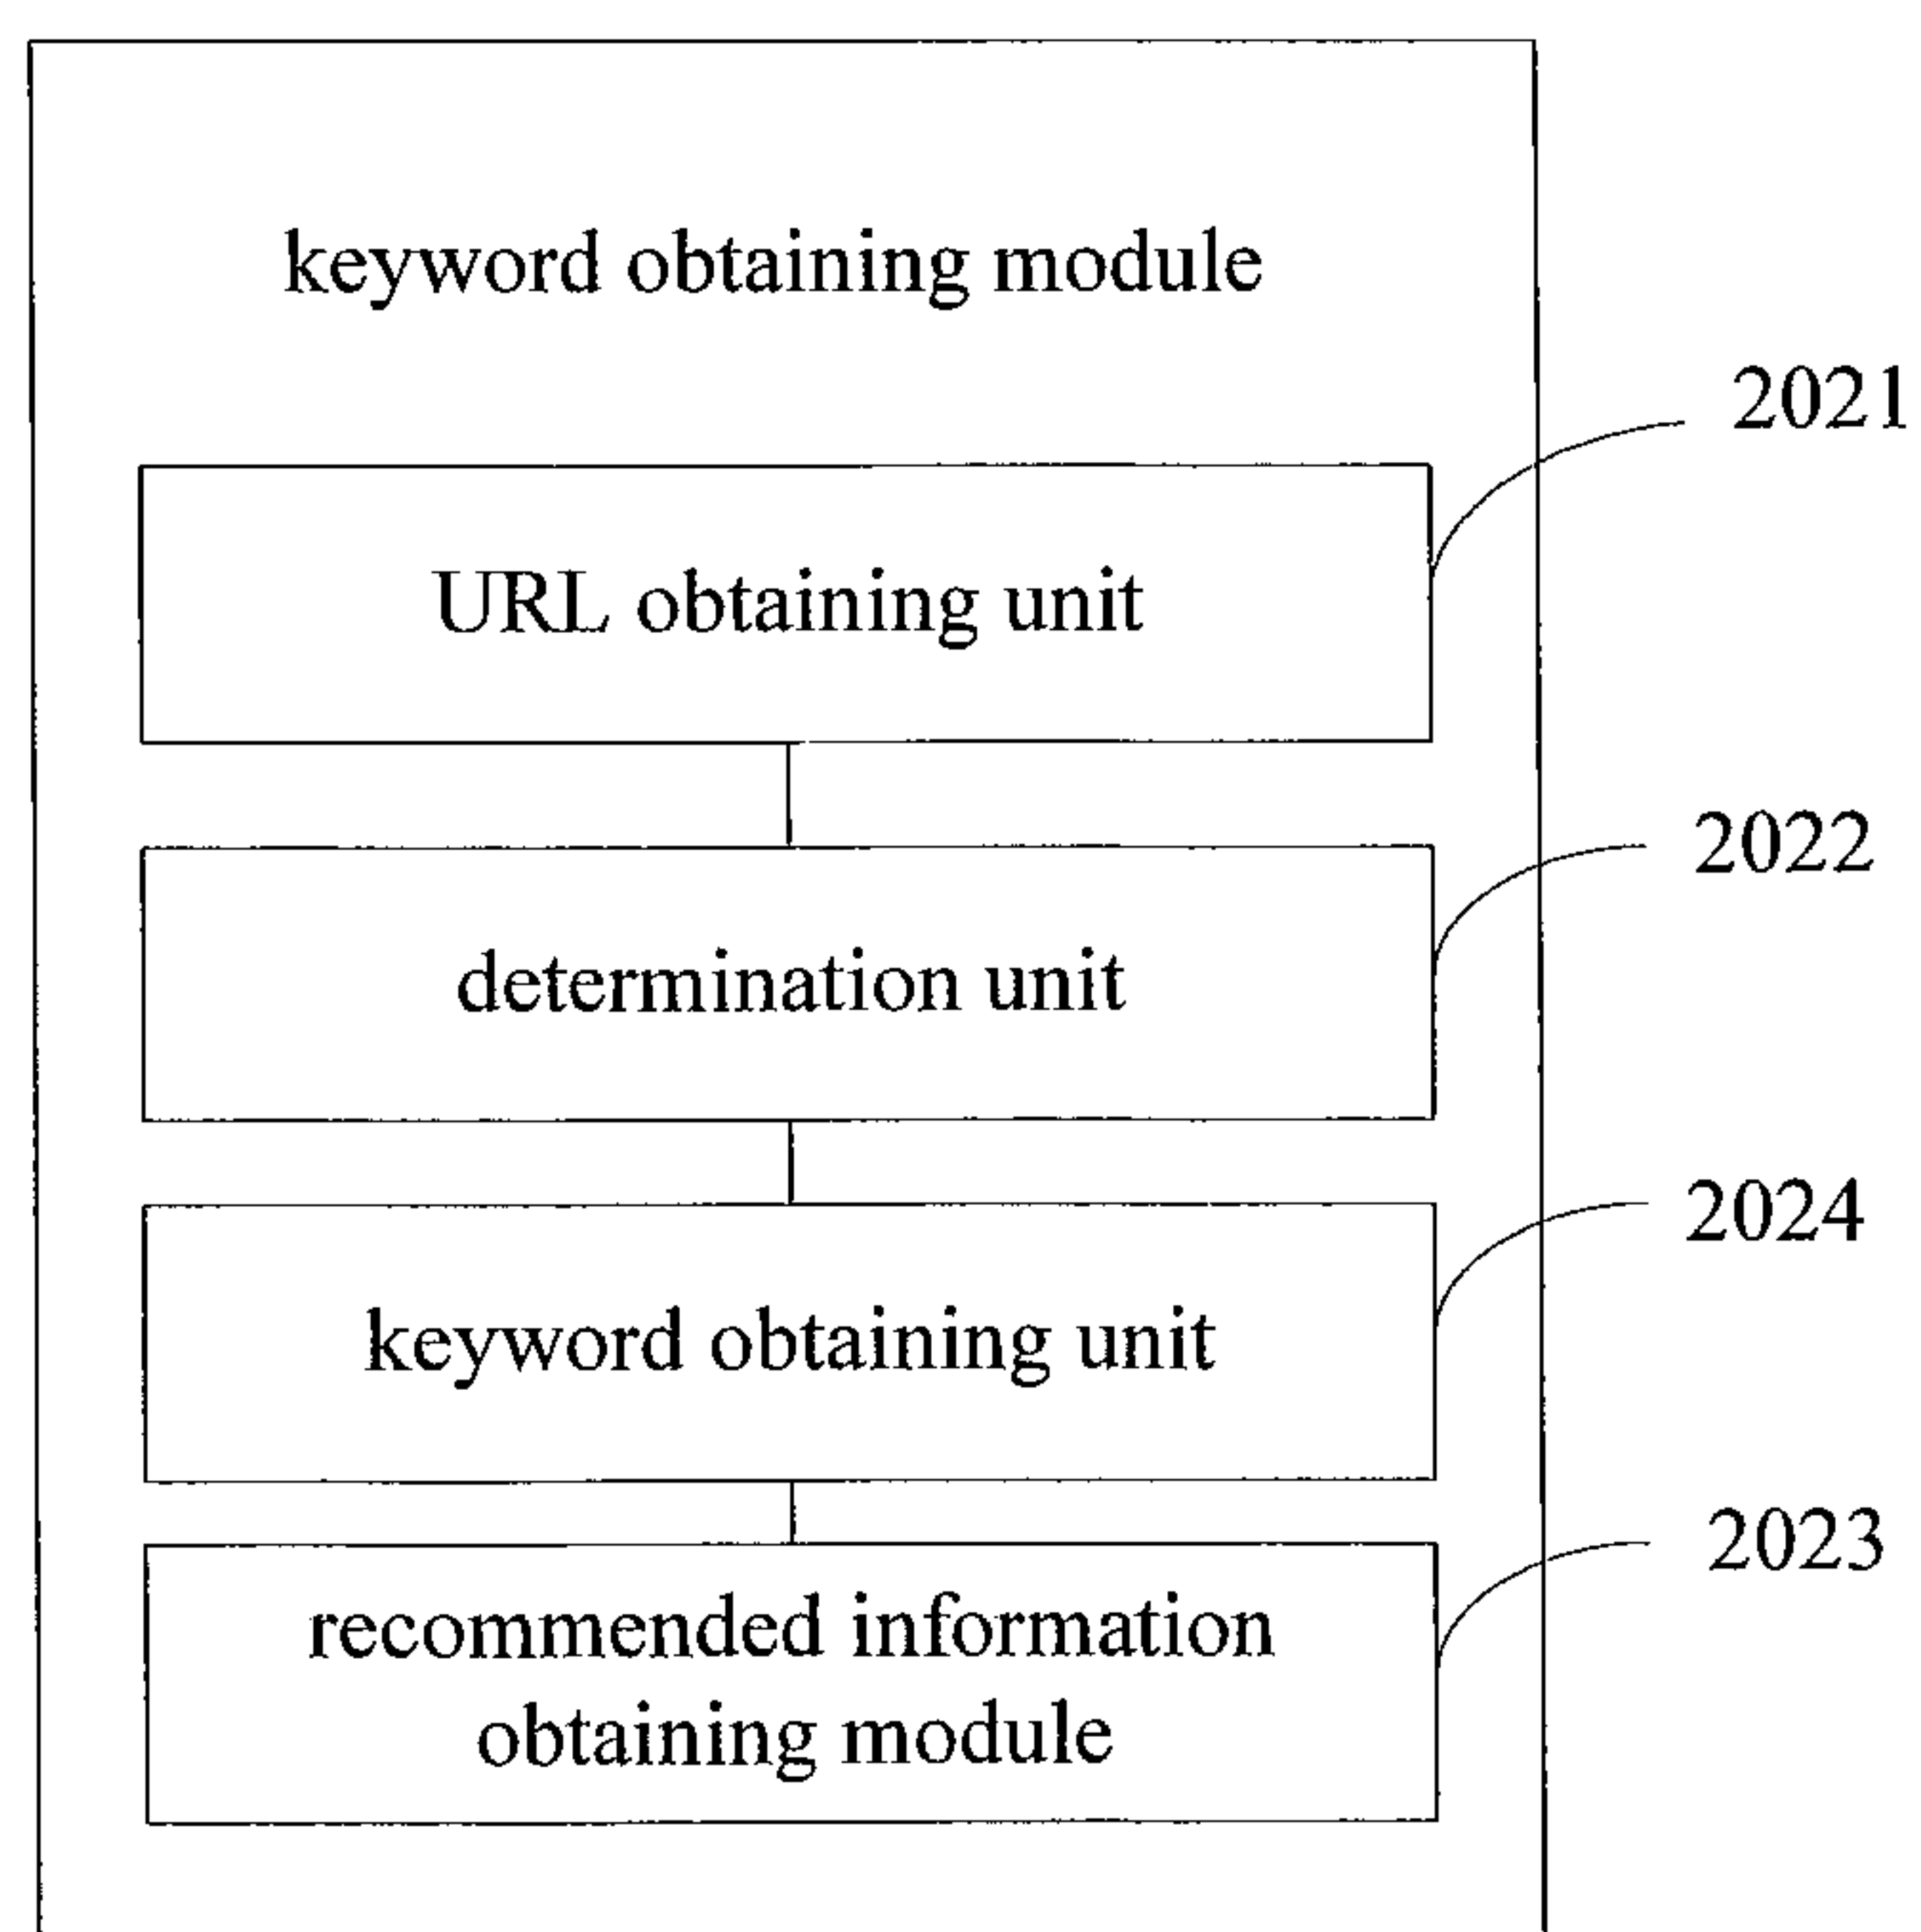 keyword obtaining module
2021
URL obtaining unit
2022
determination unit
2024
keyword obtaining unit
2023
recommended information
obtaining module